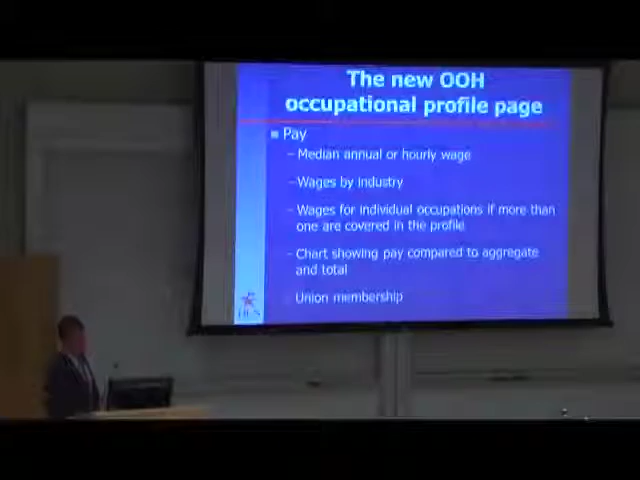 The new OOH
occupational profile page
Pay
– Median annual or hourly wage
– Wages by industry
– Wages for individual occupations if more than
one are covered in the profile
– Chart showing pay compared to aggregate
and total
– Union membership